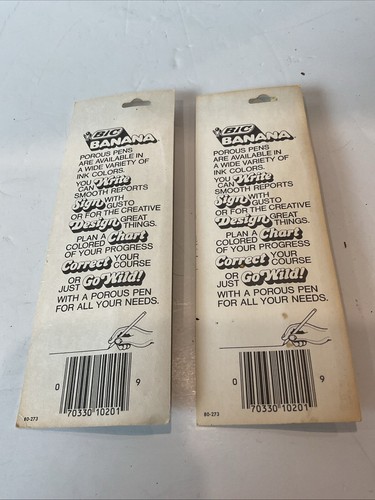 BIC
BANANA
POROUS PENS
ARE AVAILABLE IN
A WIDE VARIETY OF
INK COLORS.
YOU Write
CAN
SMOOTH REPORTS
Sign WITH
GUSTO
OR FOR THE CREATIVE
Design GREAT
THINGS.
PLAN A Chart
COLORED
OF YOUR PROGRESS
Correct YOUR
COURSE
OR
JUST Go Wild!
WITH A POROUS PEN
FOR ALL YOUR NEEDS.
0 9
70330 10201
80-273
BIC
BANANA
POROUS PENS
ARE AVAILABLE IN
A WIDE VARIETY OF
INK COLORS.
YOU Write
CAN
SMOOTH REPORTS
Sign WITH
GUSTO
OR FOR THE CREATIVE
Design GREAT
THINGS.
PLAN A Chart
COLORED
OF YOUR PROGRESS
Correct YOUR
COURSE
OR
JUST Go Wild!
WITH A POROUS PEN
FOR ALL YOUR NEEDS.
0 9
70330 10201
80-273